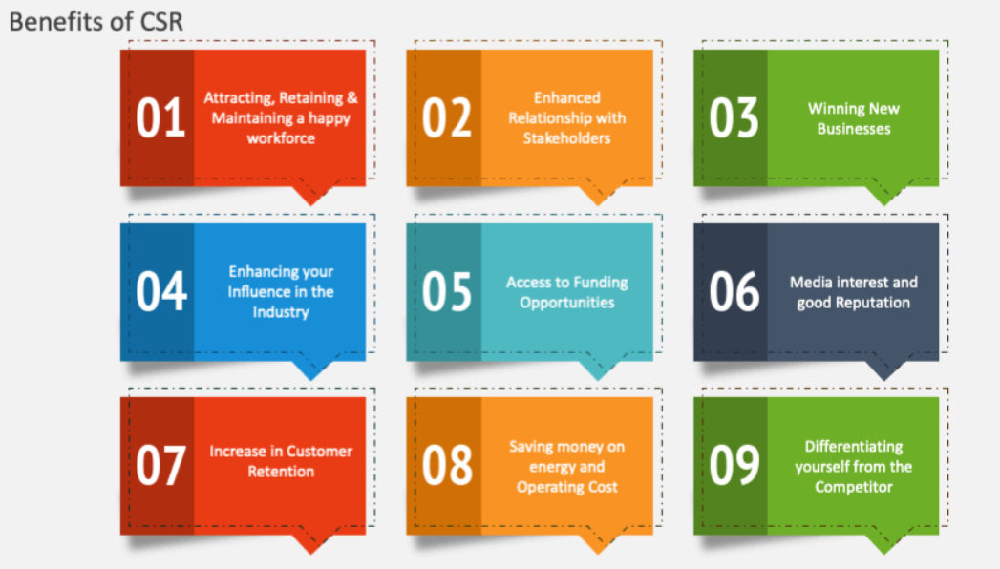 Benefits of CSR
01
Attracting, Retaining &
Maintaining a happy
workforce
02
Enhanced
Relationship with
Stakeholders
03
Winning New
Businesses
04
Enhancing your
Influence in the
Industry
05
Access to Funding
Opportunities
06
Media interest and
good Reputation
07
Increase in Customer
Retention
08
Saving money on
energy and
Operating Cost
09
Differentiating
yourself from the
Competitor